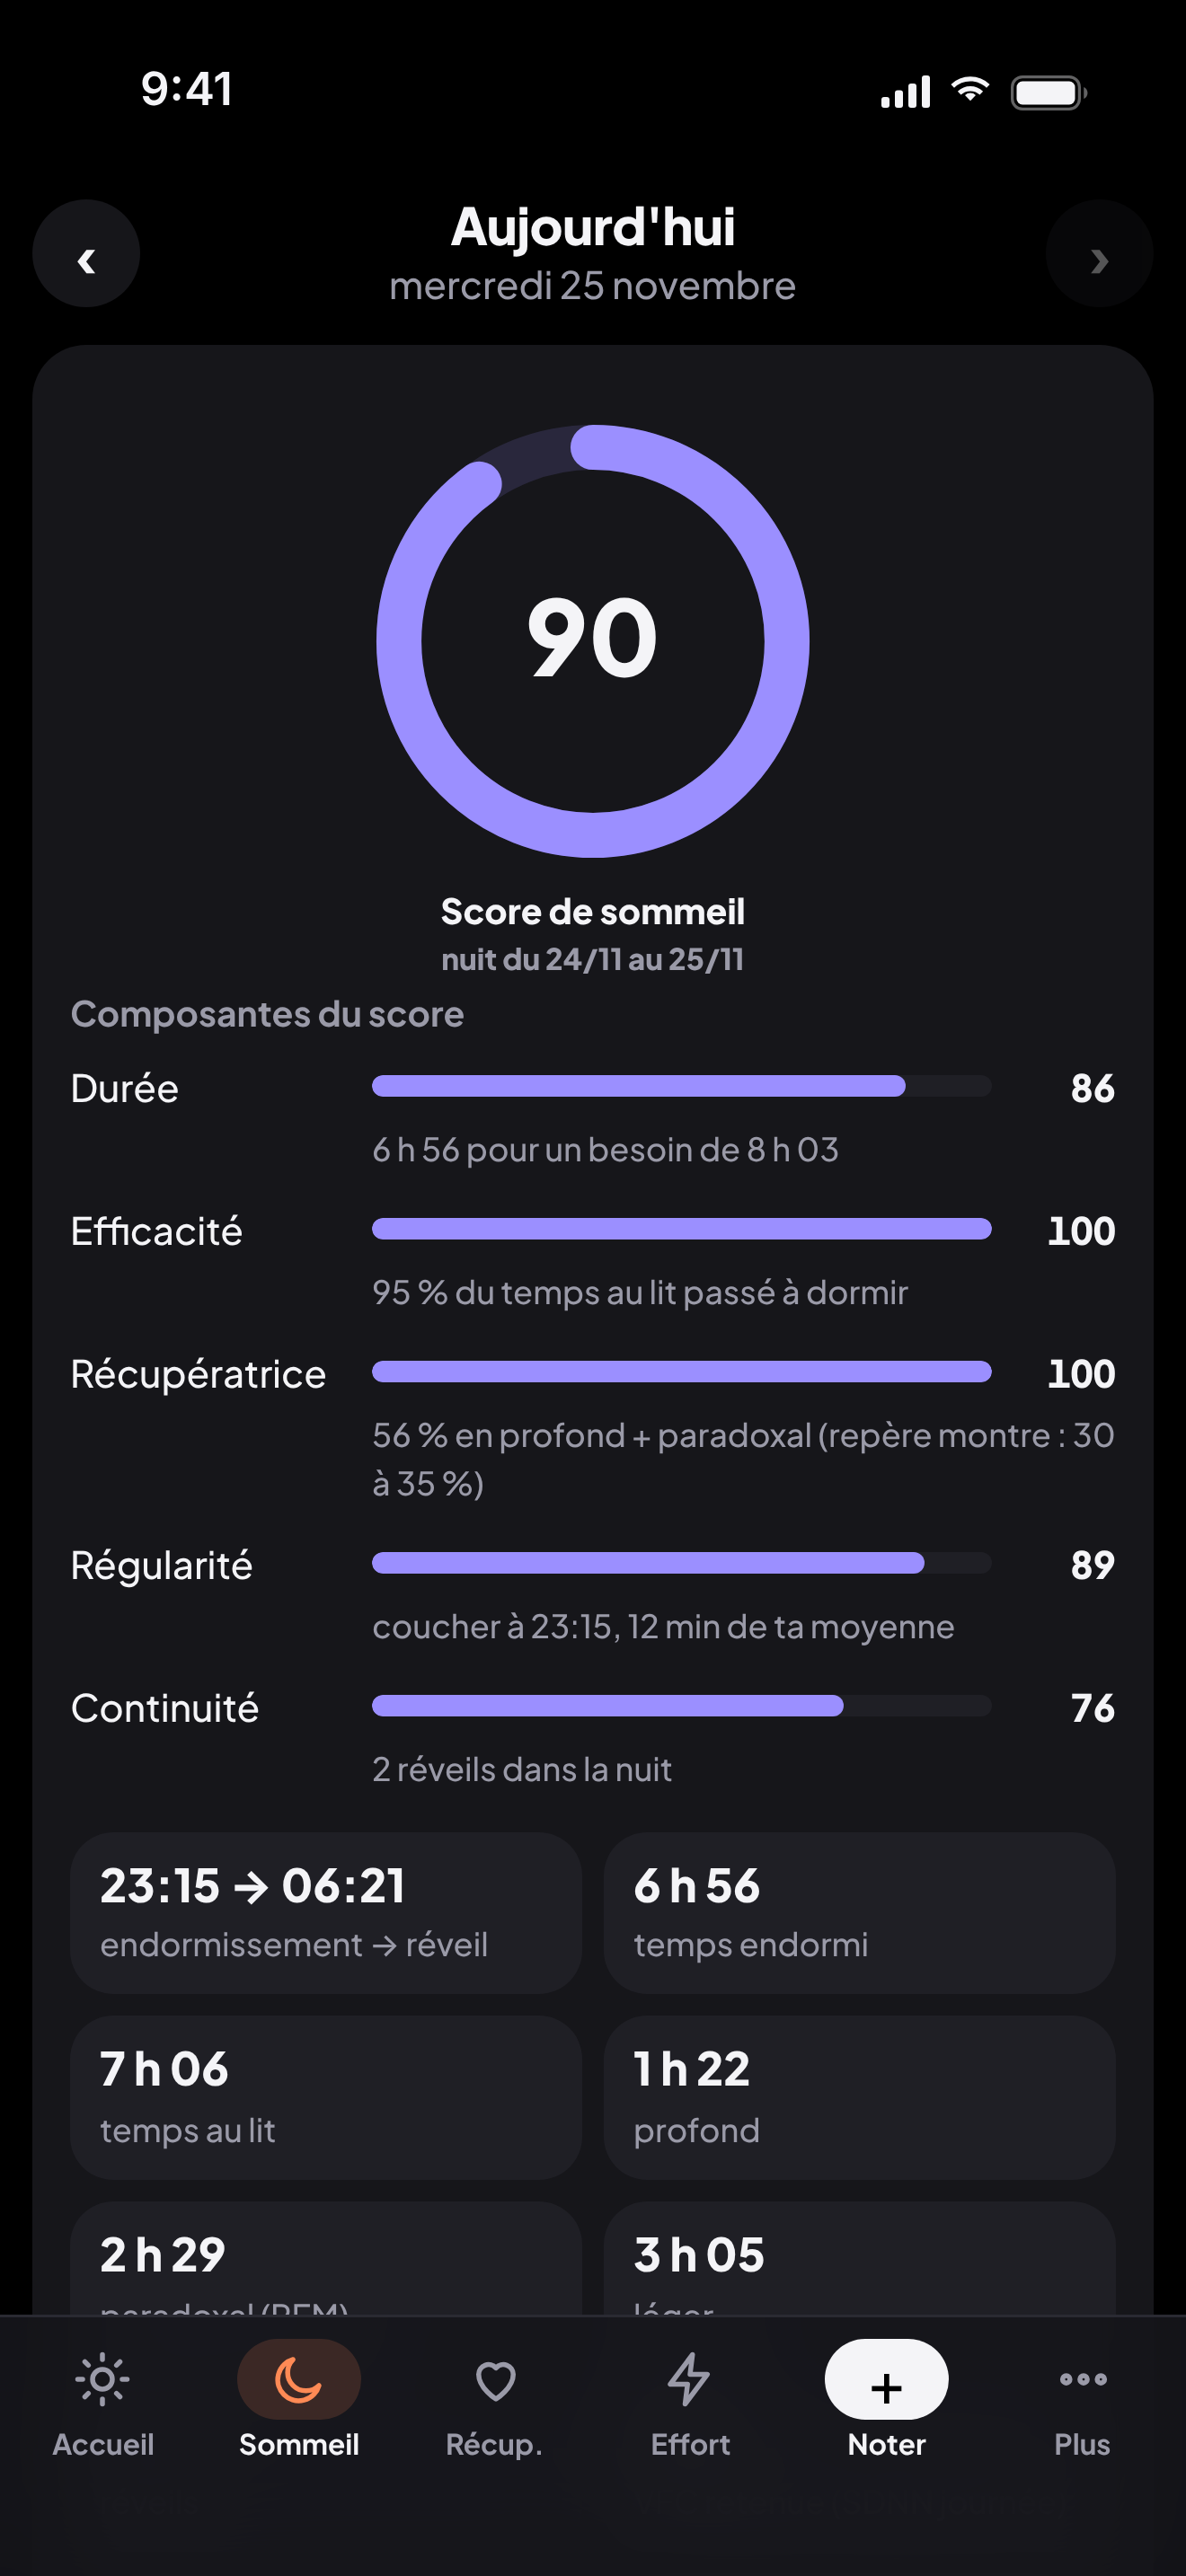 9:41
‹
Aujourd'hui
mercredi 25 novembre
›
90
Score de sommeil
nuit du 24/11 au 25/11
Composantes du score
Durée
86
6 h 56 pour un besoin de 8 h 03
Efficacité
100
95 % du temps au lit passé à dormir
Récupératrice
100
56 % en profond + paradoxal (repère montre : 30
à 35 %)
Régularité
89
coucher à 23:15, 12 min de ta moyenne
Continuité
76
2 réveils dans la nuit
23:15 → 06:21
endormissement → réveil
6 h 56
temps endormi
7 h 06
temps au lit
1 h 22
profond
2 h 29
paradoxal (REM)
3 h 05
léger
Accueil
Sommeil
Récup.
Effort
+
Noter
Plus